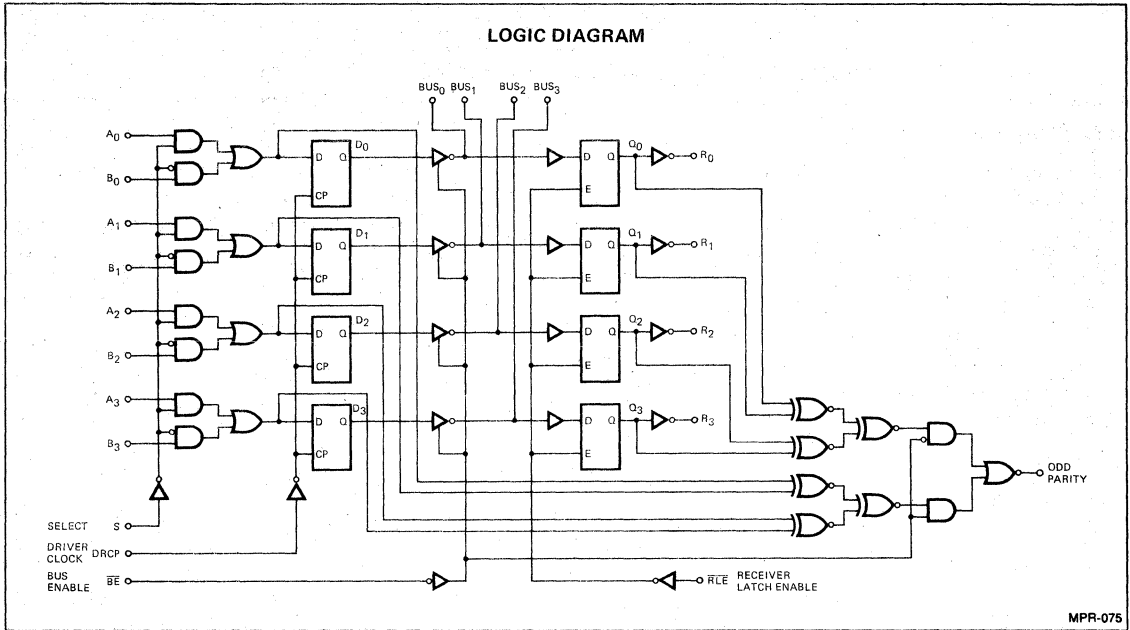 LOGIC DIAGRAM
BUS0 BUS1 BUS2 BUS3
A0
B0
D Q D0
CP
D Q Q0
E
R0
A1
B1
D Q D1
CP
D Q Q1
E
R1
A2
B2
D Q D2
CP
D Q Q2
E
R2
A3
B3
D Q D3
CP
D Q Q3
E
R3
ODD
PARITY
SELECT S
DRIVER
CLOCK DRCP
BUS
ENABLE B̅E̅
R̅L̅E̅ RECEIVER
LATCH ENABLE
MPR-075